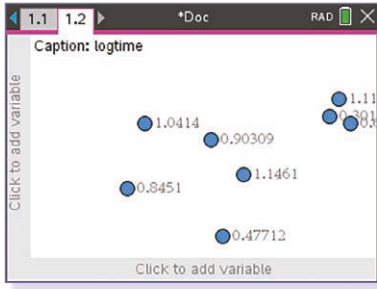 1.1 1.2 *Doc RAD
Caption: logtime
Click to add variable
1.11
1.0414
0.90309
1.1461
0.8451
0.47712
Click to add variable